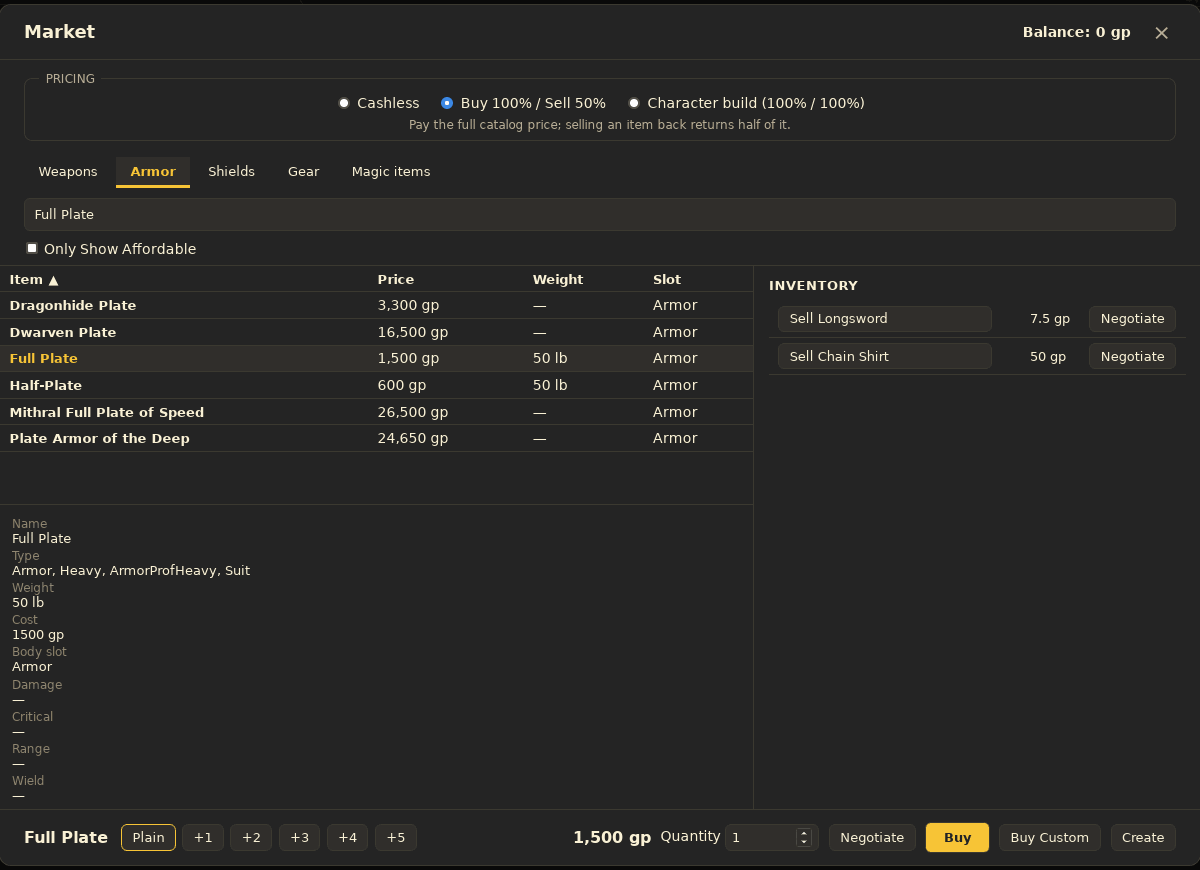 Market
Balance: 0 gp
PRICING
Cashless Buy 100% / Sell 50% Character build (100% / 100%)
Pay the full catalog price; selling an item back returns half of it.
Weapons Armor Shields Gear Magic items
Full Plate
Only Show Affordable
Item ▲ Price Weight Slot
Dragonhide Plate 3,300 gp — Armor
Dwarven Plate 16,500 gp — Armor
Full Plate 1,500 gp 50 lb Armor
Half-Plate 600 gp 50 lb Armor
Mithral Full Plate of Speed 26,500 gp — Armor
Plate Armor of the Deep 24,650 gp — Armor
INVENTORY
Sell Longsword 7.5 gp Negotiate
Sell Chain Shirt 50 gp Negotiate
Name
Full Plate
Type
Armor, Heavy, ArmorProfHeavy, Suit
Weight
50 lb
Cost
1500 gp
Body slot
Armor
Damage
—
Critical
—
Range
—
Wield
—
Full Plate Plain +1 +2 +3 +4 +5 1,500 gp Quantity 1 Negotiate Buy Buy Custom Create